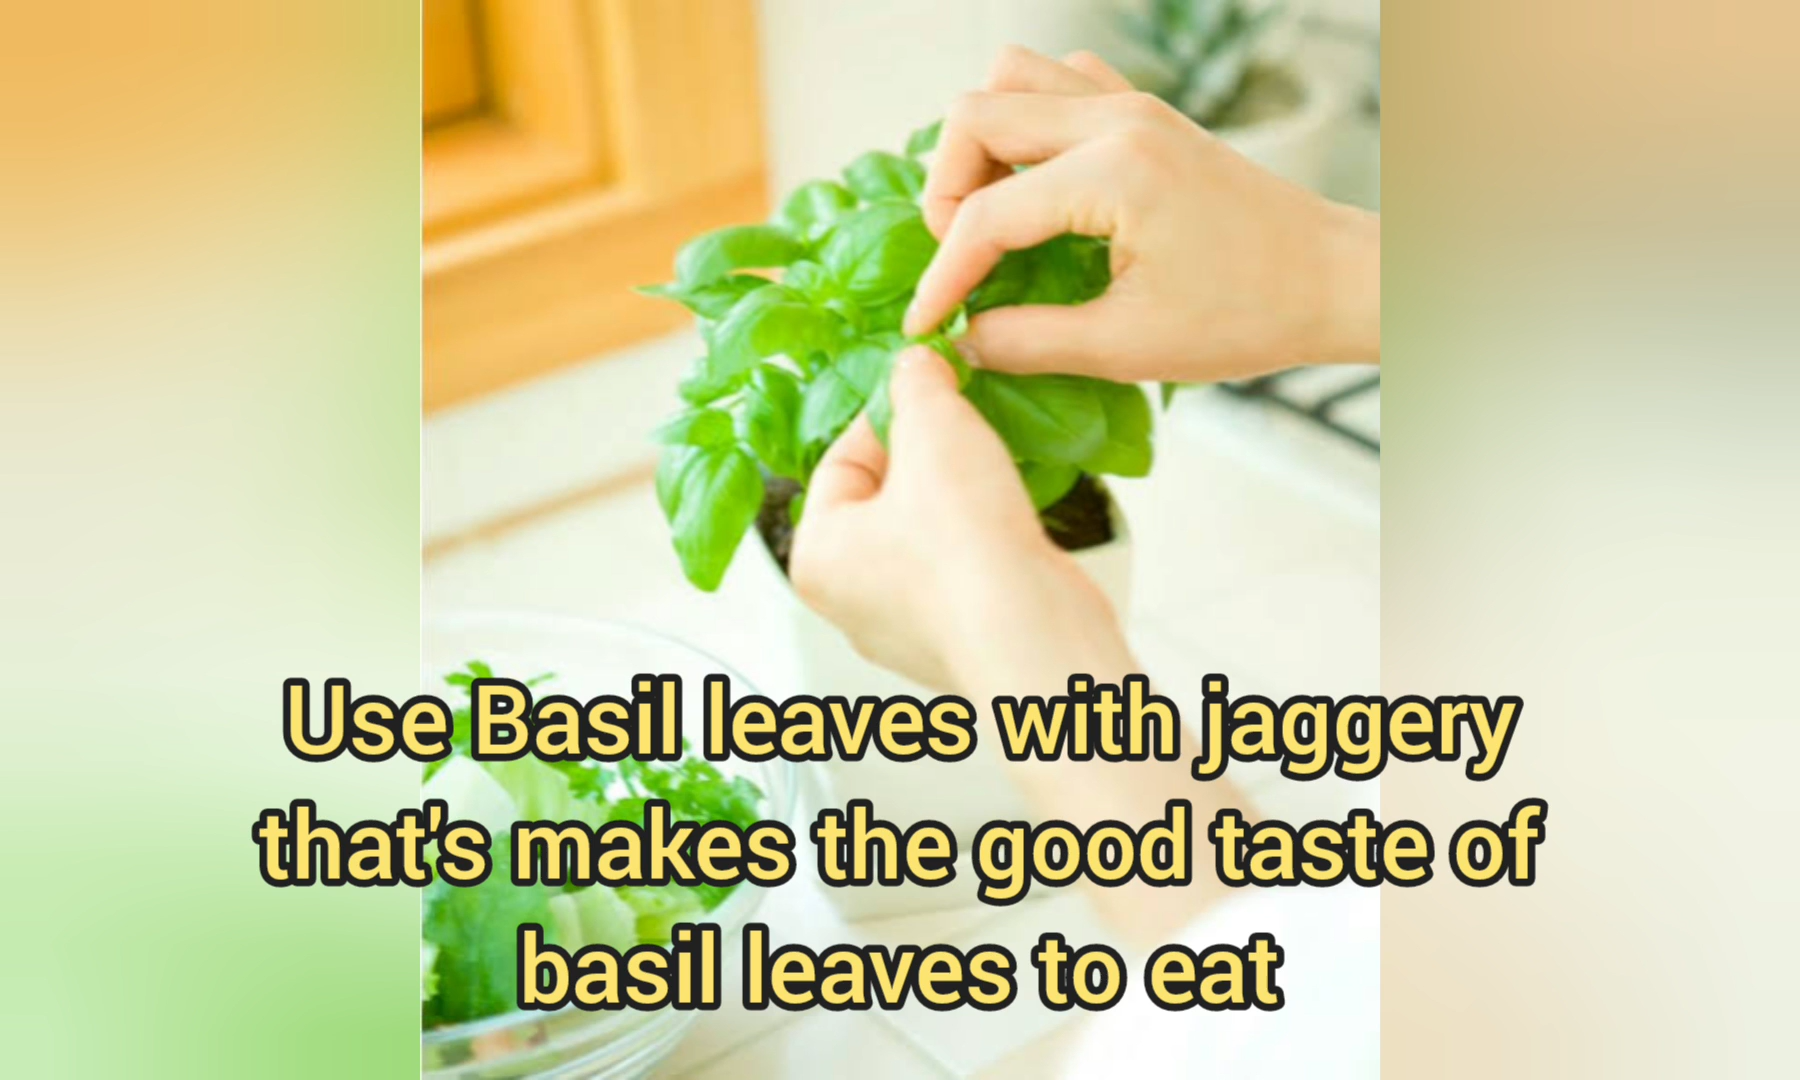 Use Basil leaves with jaggery
that's makes the good taste of
basil leaves to eat